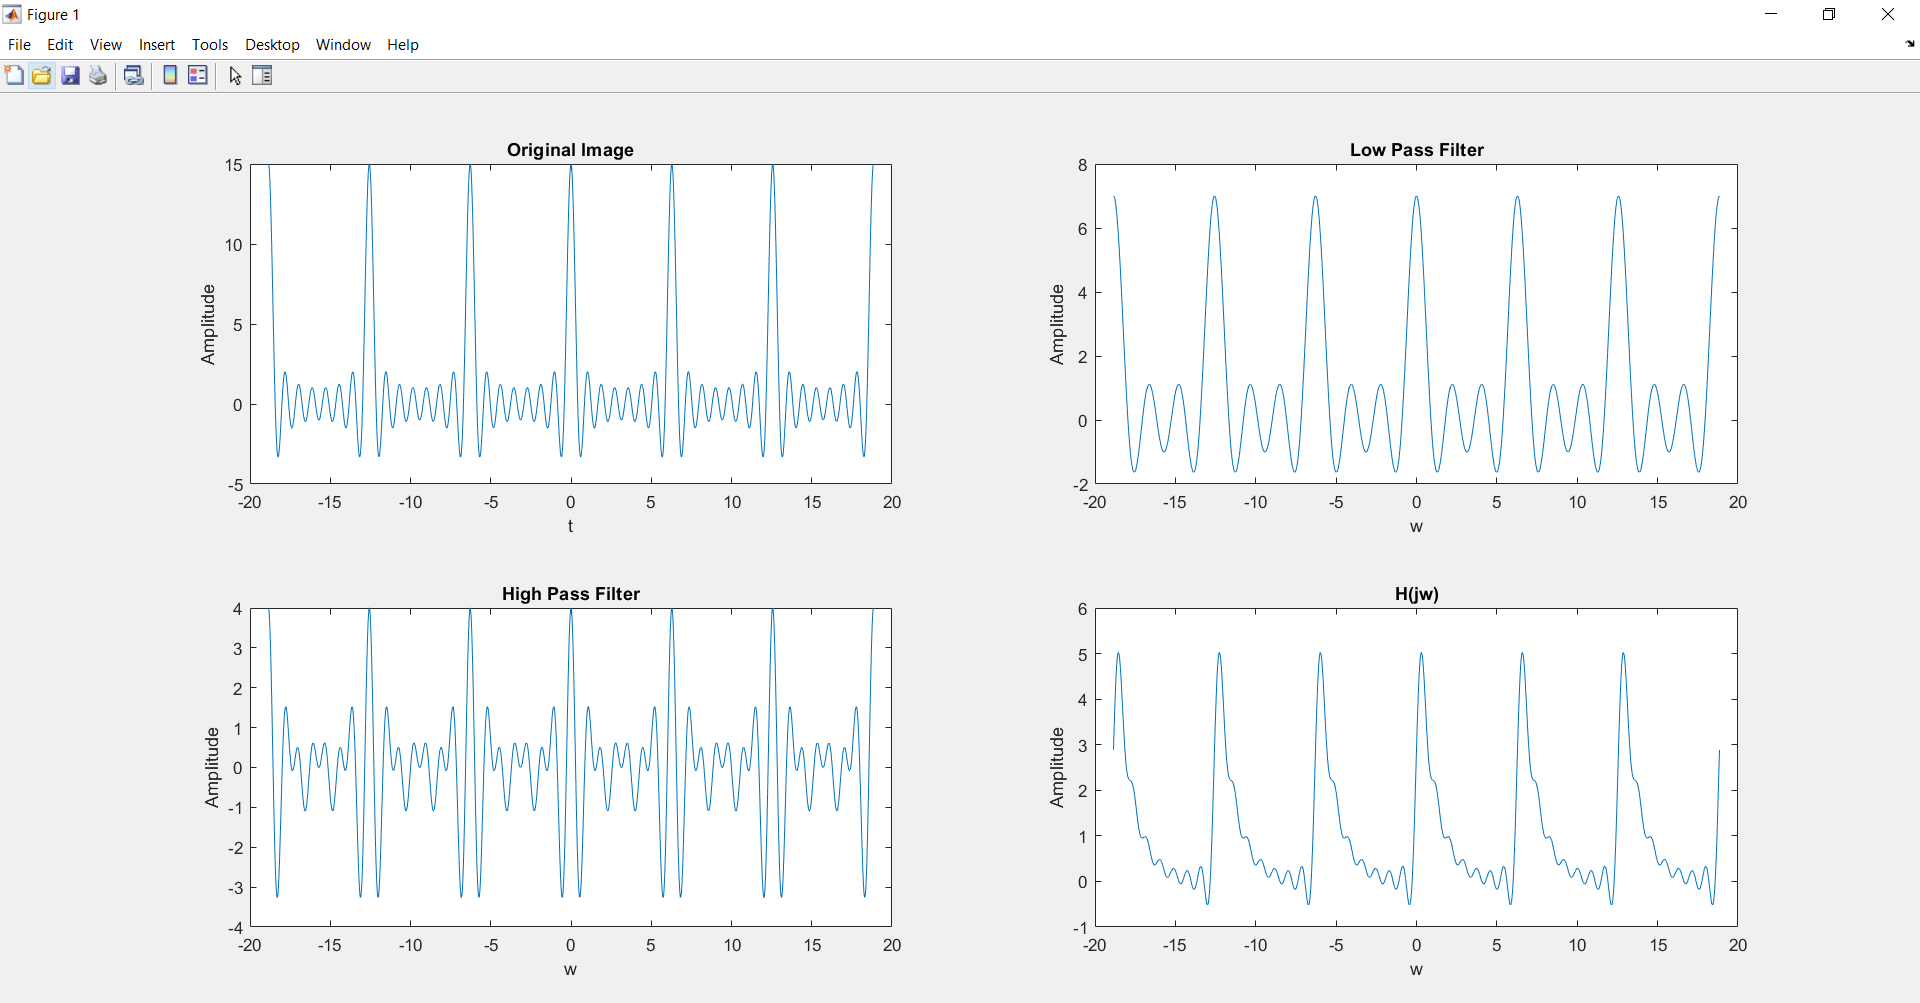 Figure 1
File Edit View Insert Tools Desktop Window Help
Original Image
15
10
5
0
-5
Amplitude
-20 -15 -10 -5 0 5 10 15 20
t
Low Pass Filter
8
6
4
2
0
-2
Amplitude
-20 -15 -10 -5 0 5 10 15 20
w
High Pass Filter
4
3
2
1
0
-1
-2
-3
-4
Amplitude
-20 -15 -10 -5 0 5 10 15 20
w
H(jw)
6
5
4
3
2
1
0
-1
Amplitude
-20 -15 -10 -5 0 5 10 15 20
w